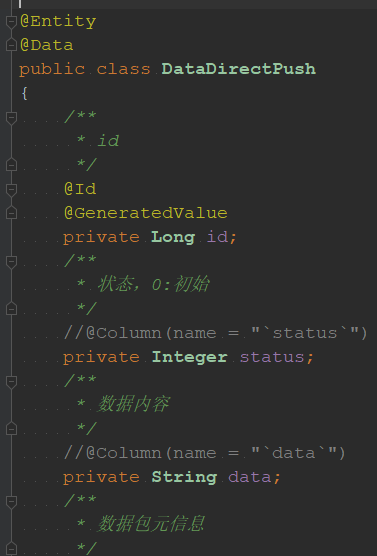 @Entity
@Data
public class DataDirectPush
{
/**
* id
*/
@Id
@GeneratedValue
private Long id;
/**
* 状态，0:初始
*/
//@Column(name = "`status`")
private Integer status;
/**
* 数据内容
*/
//@Column(name = "`data`")
private String data;
/**
* 数据包元信息
*/